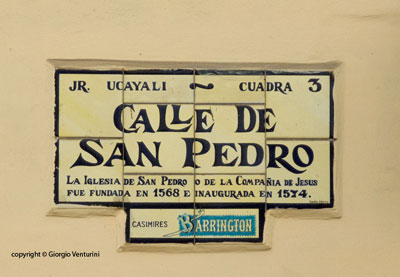 JR. UCAYALI ~ CUADRA 3
CALLE DE
SAN PEDRO
LA IGLESIA DE SAN PEDRO O DE LA COMPAÑIA DE JESUS
FUE FUNDADA EN 1568 E INAUGURADA EN 1574.
CASIMIRES BARRINGTON
copyright © Giorgio Venturini